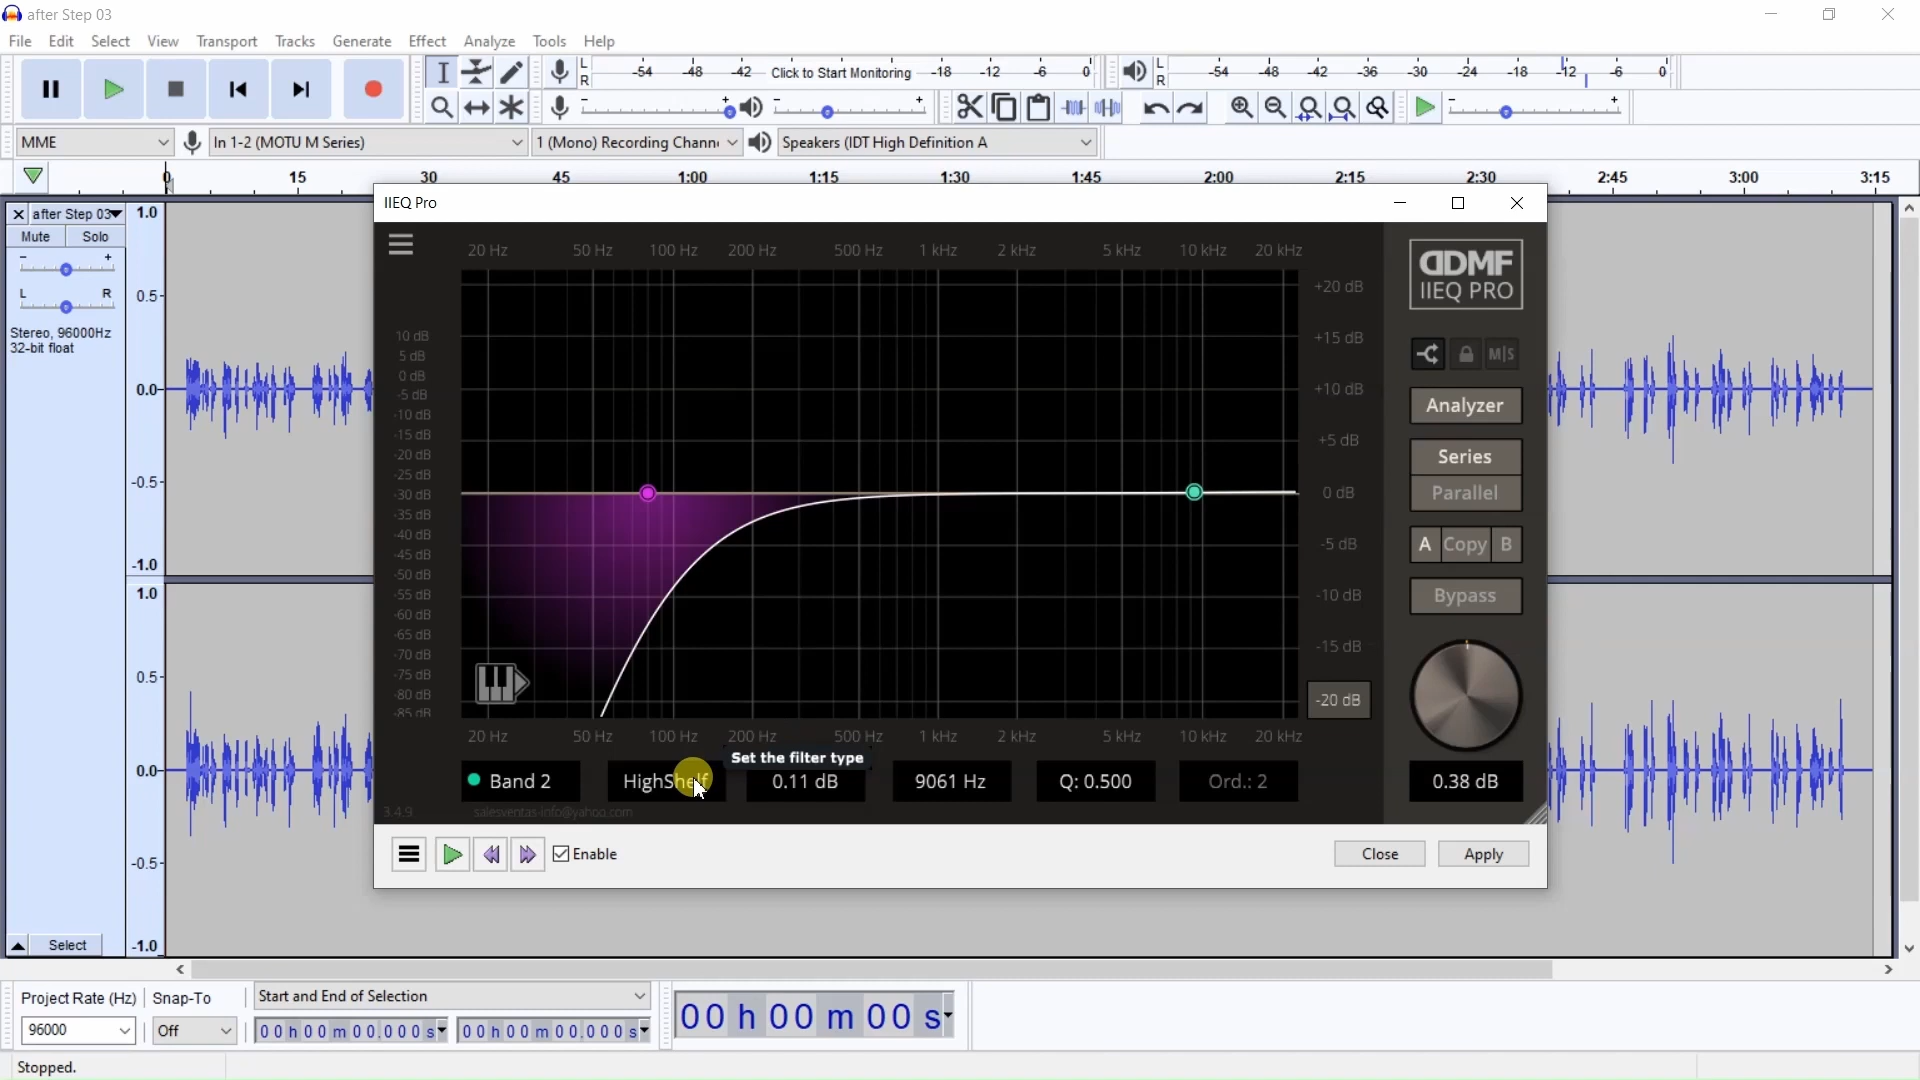 after Step 03
File Edit Select View Transport Tracks Generate Effect Analyze Tools Help
L R -54 -48 -42 Click to Start Monitoring -18 -12 -6 0
L R -54 -48 -42 -36 -30 -24 -18 -12 -6 0
- + - + - +
MME In 1-2 (MOTU M Series) 1 (Mono) Recording Chann Speakers (IDT High Definition A
0 15 30 45 1:00 1:15 1:30 1:45 2:00 2:15 2:30 2:45 3:00 3:15
after Step 03
Mute Solo
- +
L R
Stereo, 96000Hz
32-bit float
Select
1.0
0.5
0.0
-0.5
-1.0
1.0
0.5
0.0
-0.5
-1.0
IIEQ Pro
20 Hz 50 Hz 100 Hz 200 Hz 500 Hz 1 kHz 2 kHz 5 kHz 10 kHz 20 kHz
10 dB
5 dB
0 dB
-5 dB
-10 dB
-15 dB
-20 dB
-25 dB
-30 dB
-35 dB
-40 dB
-45 dB
-50 dB
-55 dB
-60 dB
-65 dB
-70 dB
-75 dB
-80 dB
-85 dB
+20 dB
+15 dB
+10 dB
+5 dB
0 dB
-5 dB
-10 dB
-15 dB
-20 dB
DDMF
IIEQ PRO
M|S
Analyzer
Series
Parallel
A Copy B
Bypass
20 Hz 50 Hz 100 Hz 200 Hz 500 Hz 1 kHz 2 kHz 5 kHz 10 kHz 20 kHz
Set the filter type
Band 2 HighShelf 0.11 dB 9061 Hz Q: 0.500 Ord.: 2 0.38 dB
3.4.9 salesventas-info@yahoo.com
Enable Close Apply
Project Rate (Hz) Snap-To Start and End of Selection
96000 Off 00 h 00 m 00.000 s 00 h 00 m 00.000 s
00 h 00 m 00 s
Stopped.